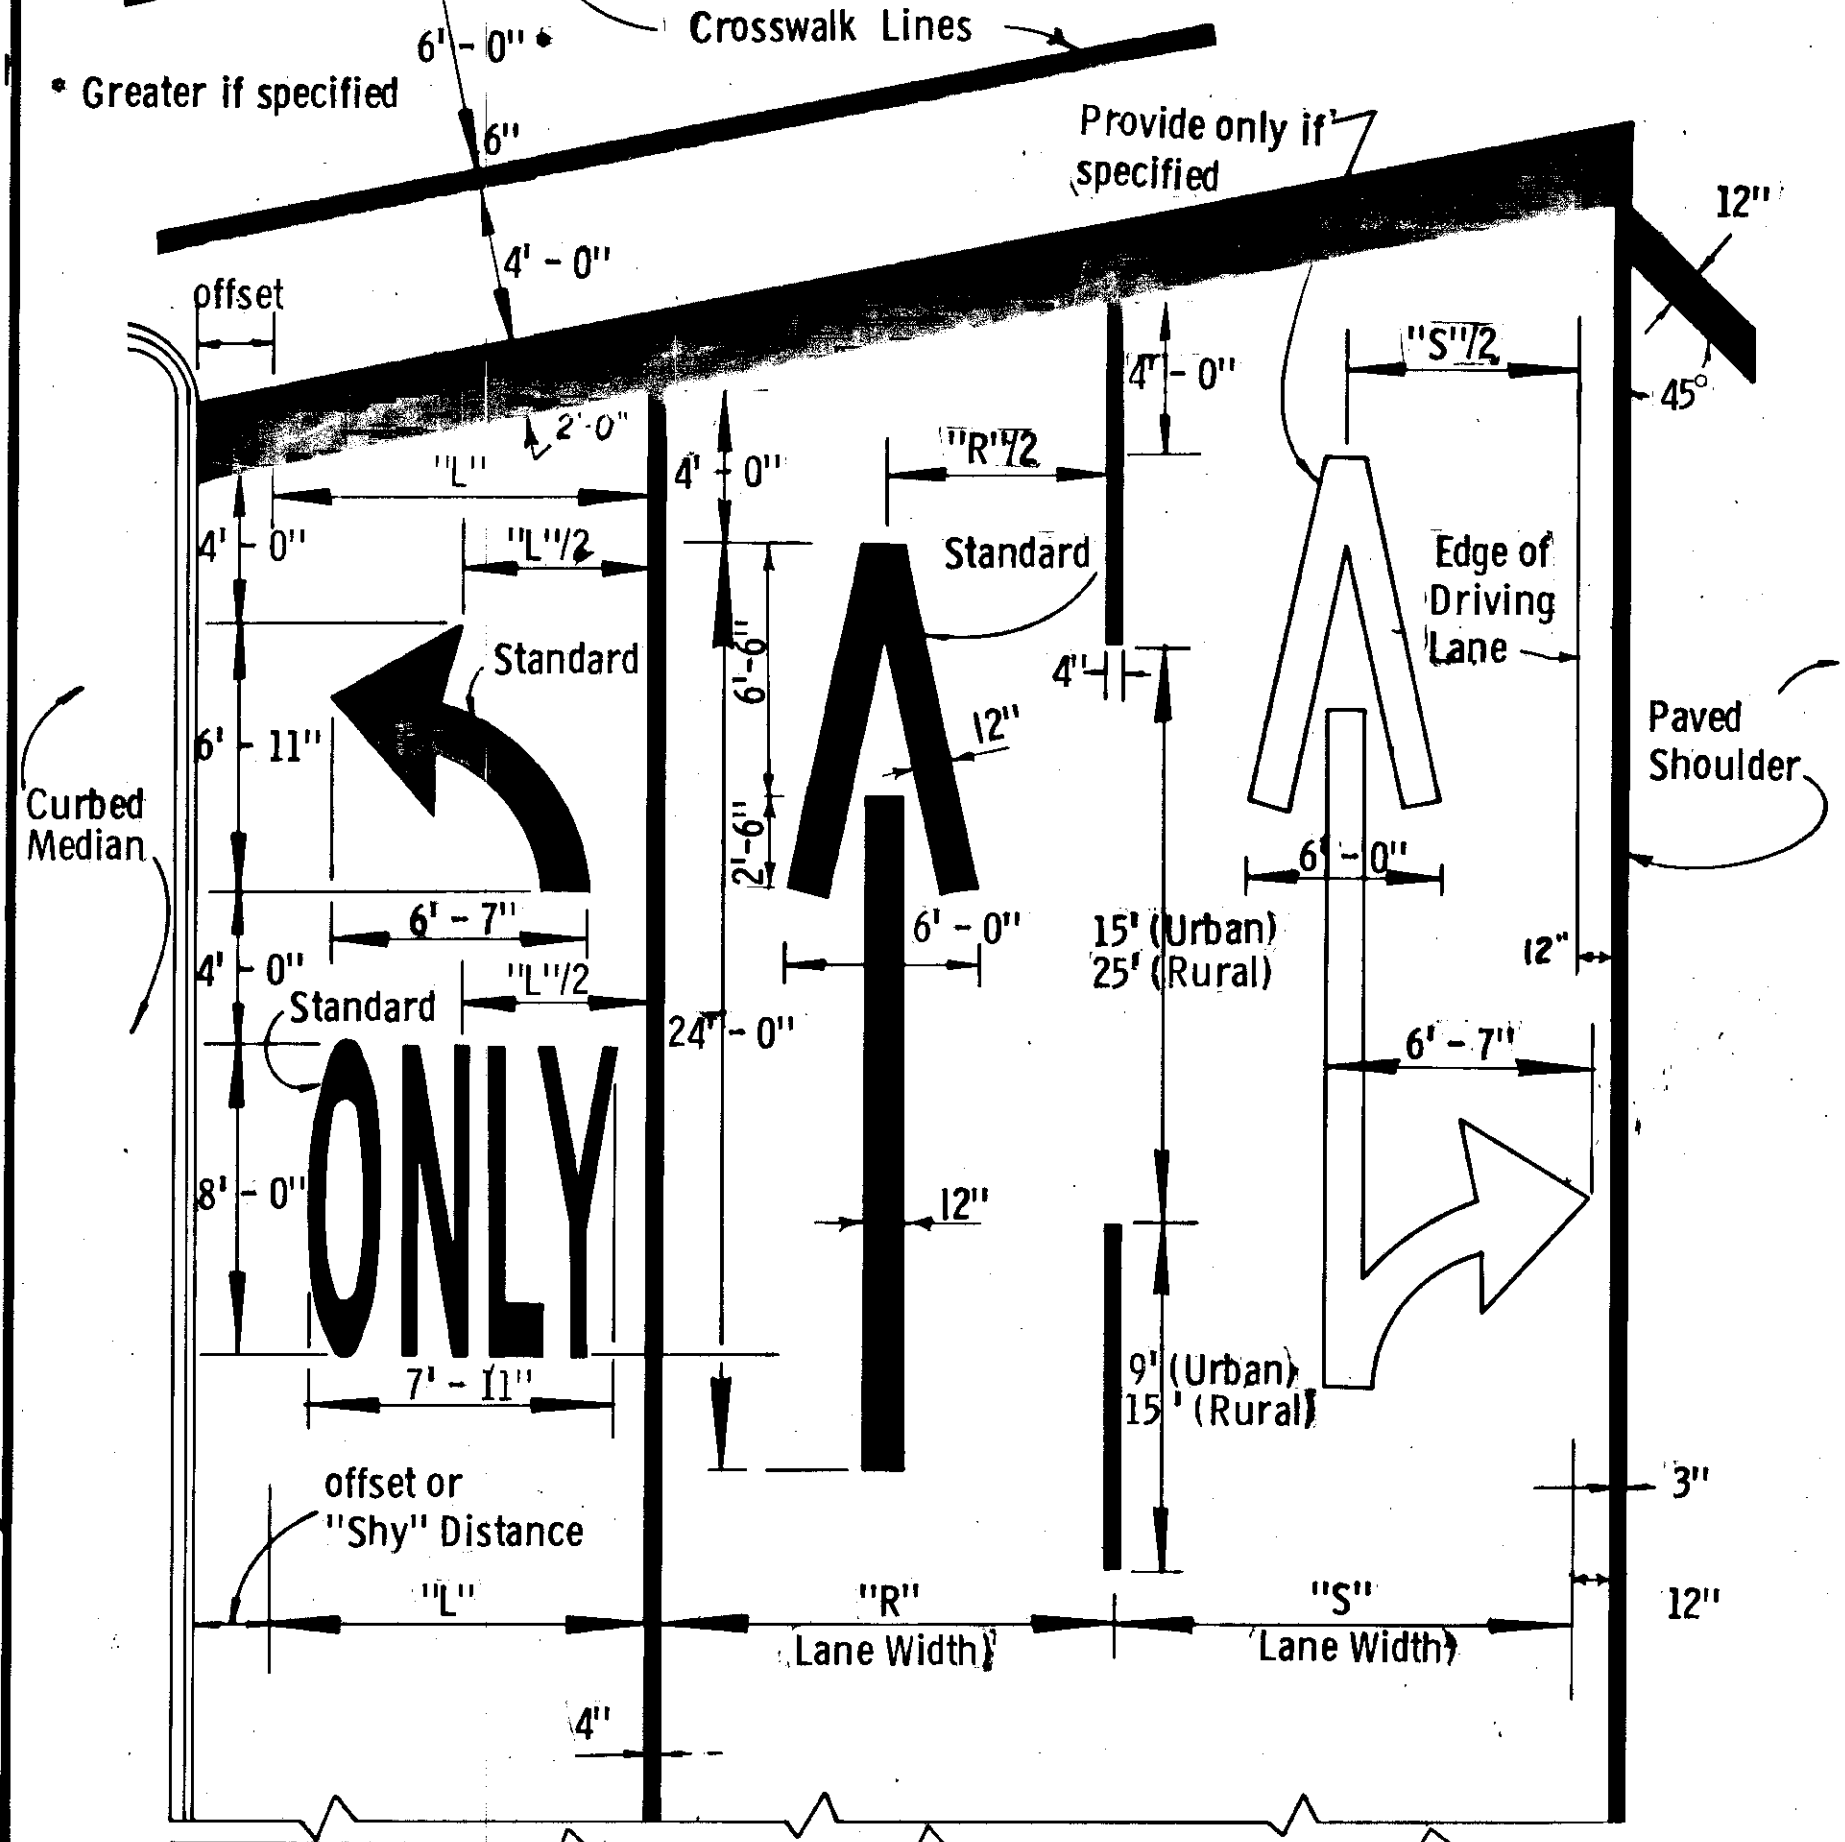 Crosswalk Lines
6' - 0" *
* Greater if specified
6"
Provide only if
specified
12"
4' - 0"
offset
"S"/2
4' - 0"
45°
2'-0"
"L"
4' - 0"
"R"/2
4' - 0"
"L"/2
Standard
Edge of
Driving
Lane
Standard
6'-6"
4"
12"
Paved
Shoulder
6' - 11"
Curbed
Median
2'-6"
6' - 0"
6' - 7"
6' - 0"
15' (Urban)
25' (Rural)
12"
4' - 0"
"L"/2
Standard
24' - 0"
6' - 7"
ONLY
8' - 0"
12"
7' - 11"
9' (Urban)
15' (Rural)
offset or
"Shy" Distance
3"
"L"
"R"
"S"
12"
Lane Width
Lane Width
4"